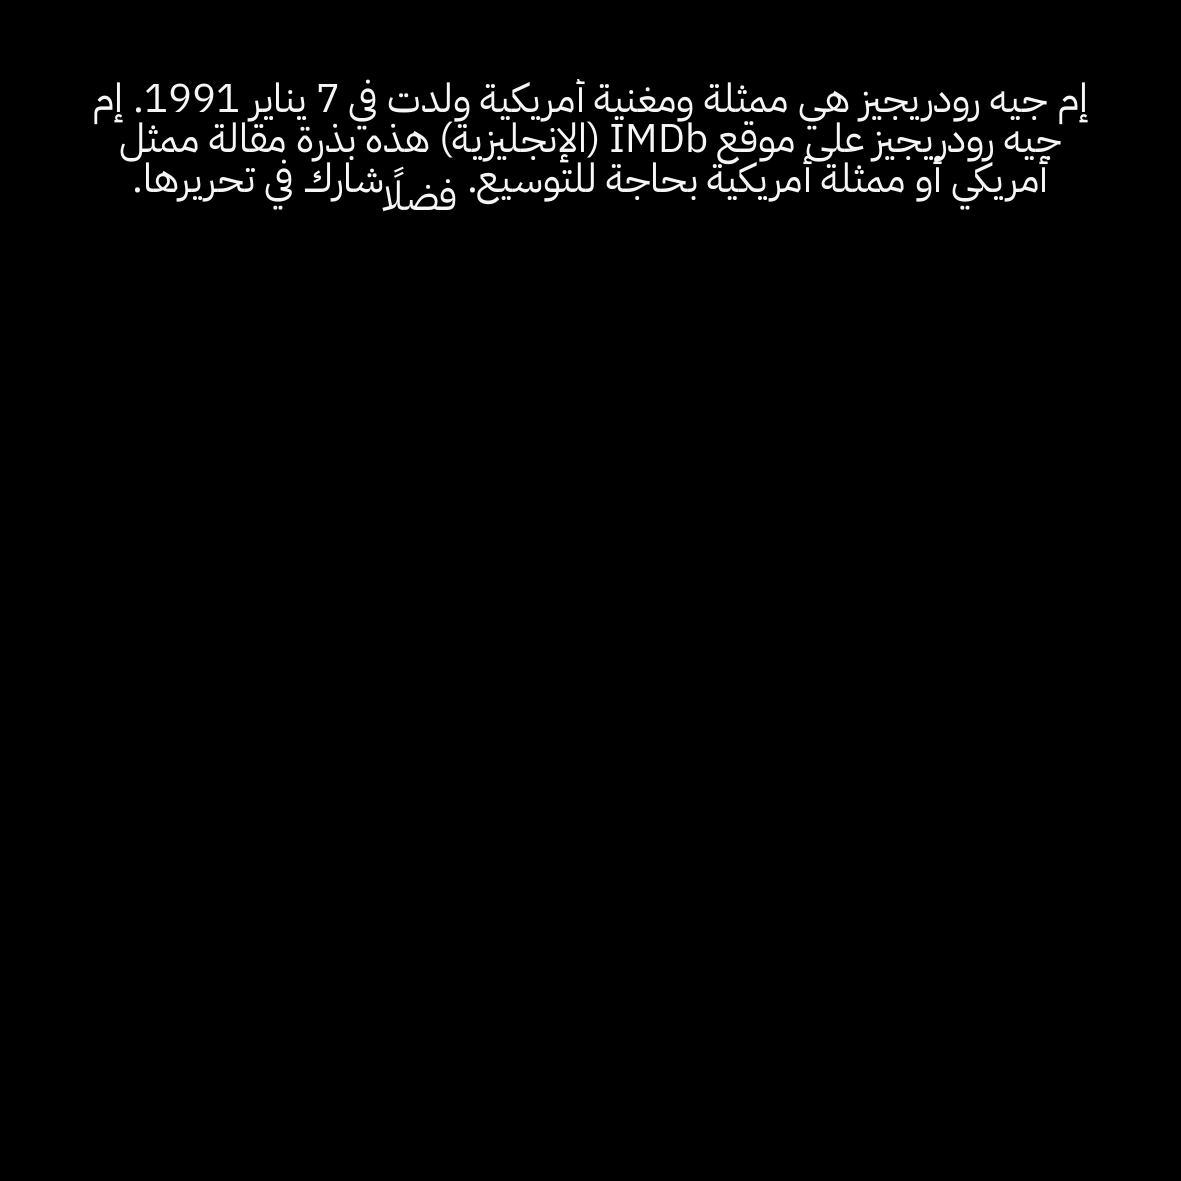 إم جيه رودريجيز هي ممثلة ومغنية أمريكية ولدت في 7 يناير 1991. إم
جيه رودريجيز على موقع IMDb (الإنجليزية) هذه بذرة مقالة ممثل
أمريكي أو ممثلة أمريكية بحاجة للتوسيع. فضلًا شارك في تحريرها.